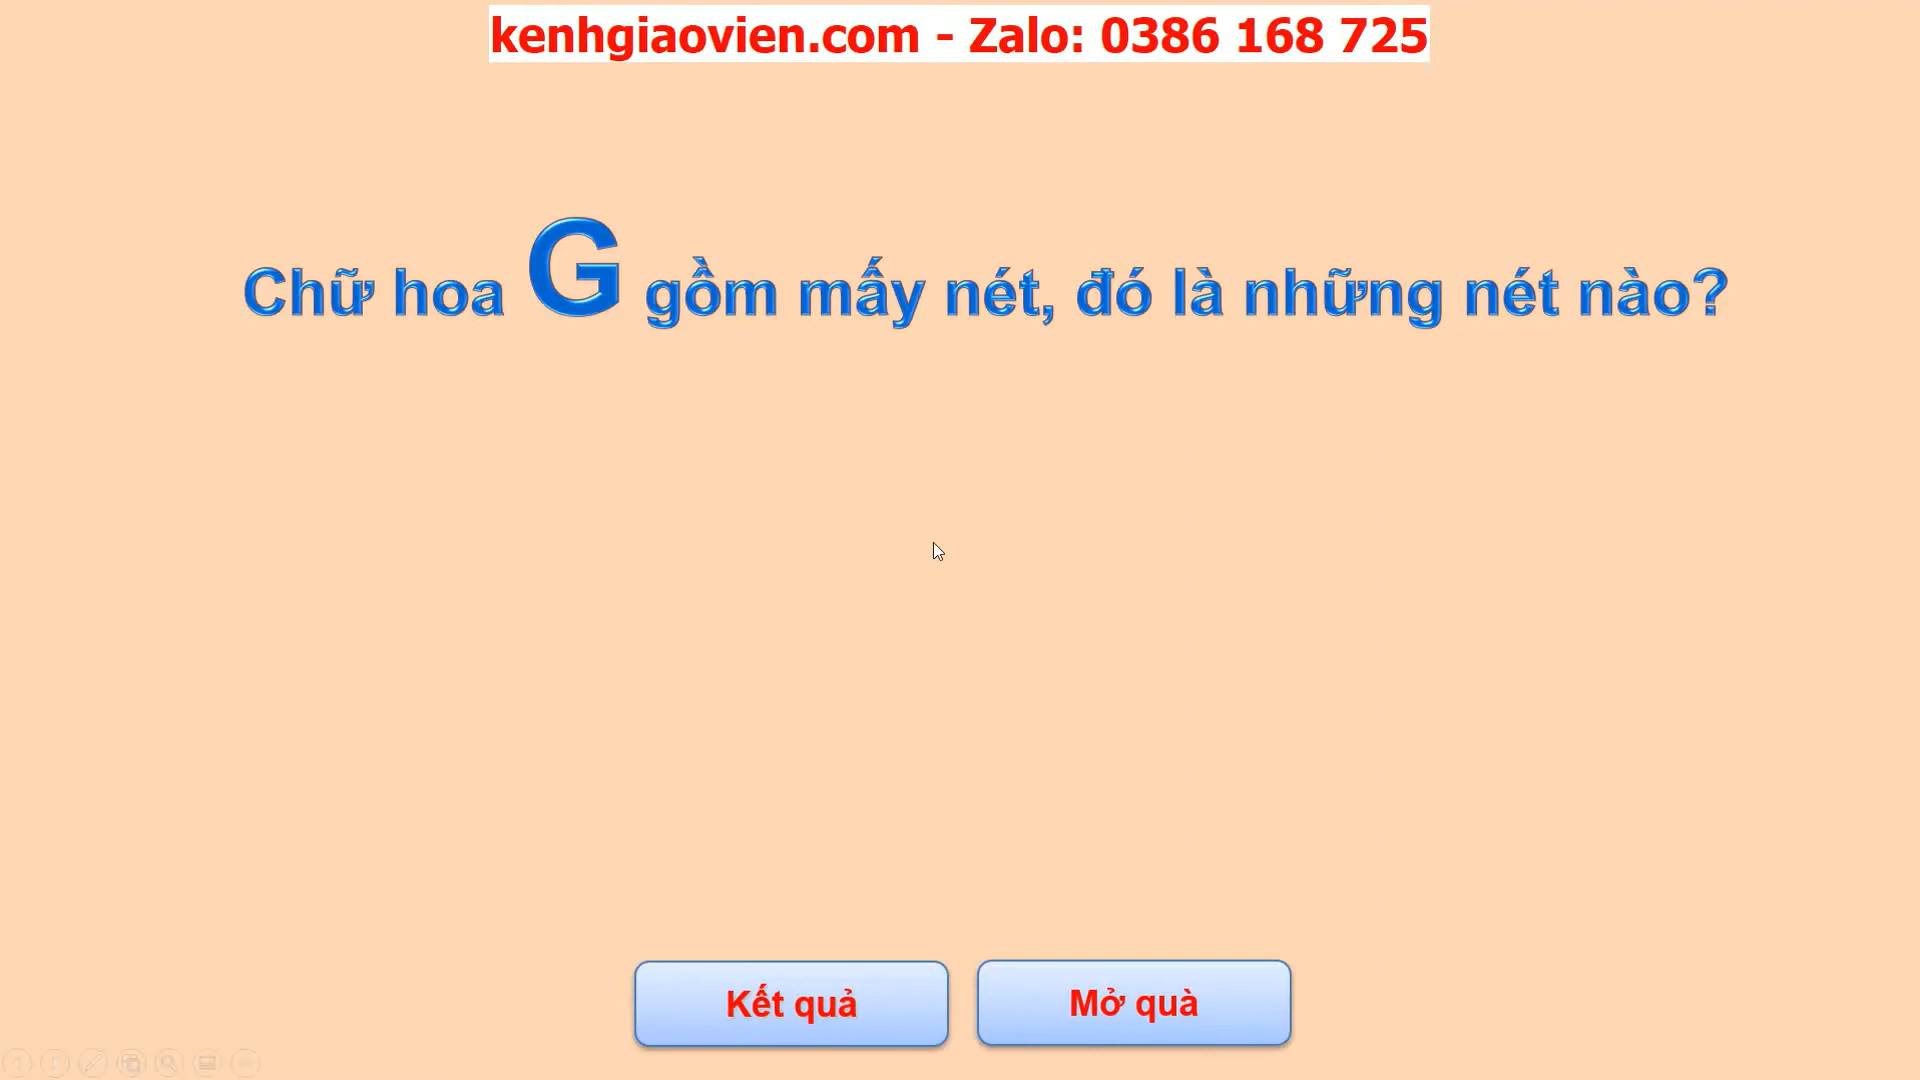 kenhgiaovien.com - Zalo: 0386 168 725
Chữ hoa G gồm mấy nét, đó là những nét nào?
Kết quả
Mở quà